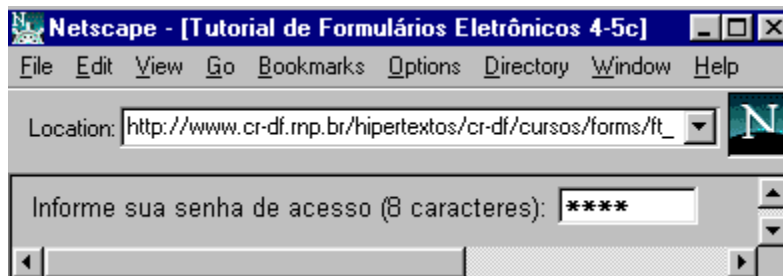 Netscape - [Tutorial de Formulários Eletrônicos 4-5c]
File Edit View Go Bookmarks Options Directory Window Help
Location: http://www.cr-df.rnp.br/hipertextos/cr-df/cursos/forms/ft_
N
Informe sua senha de acesso (8 caracteres): ****